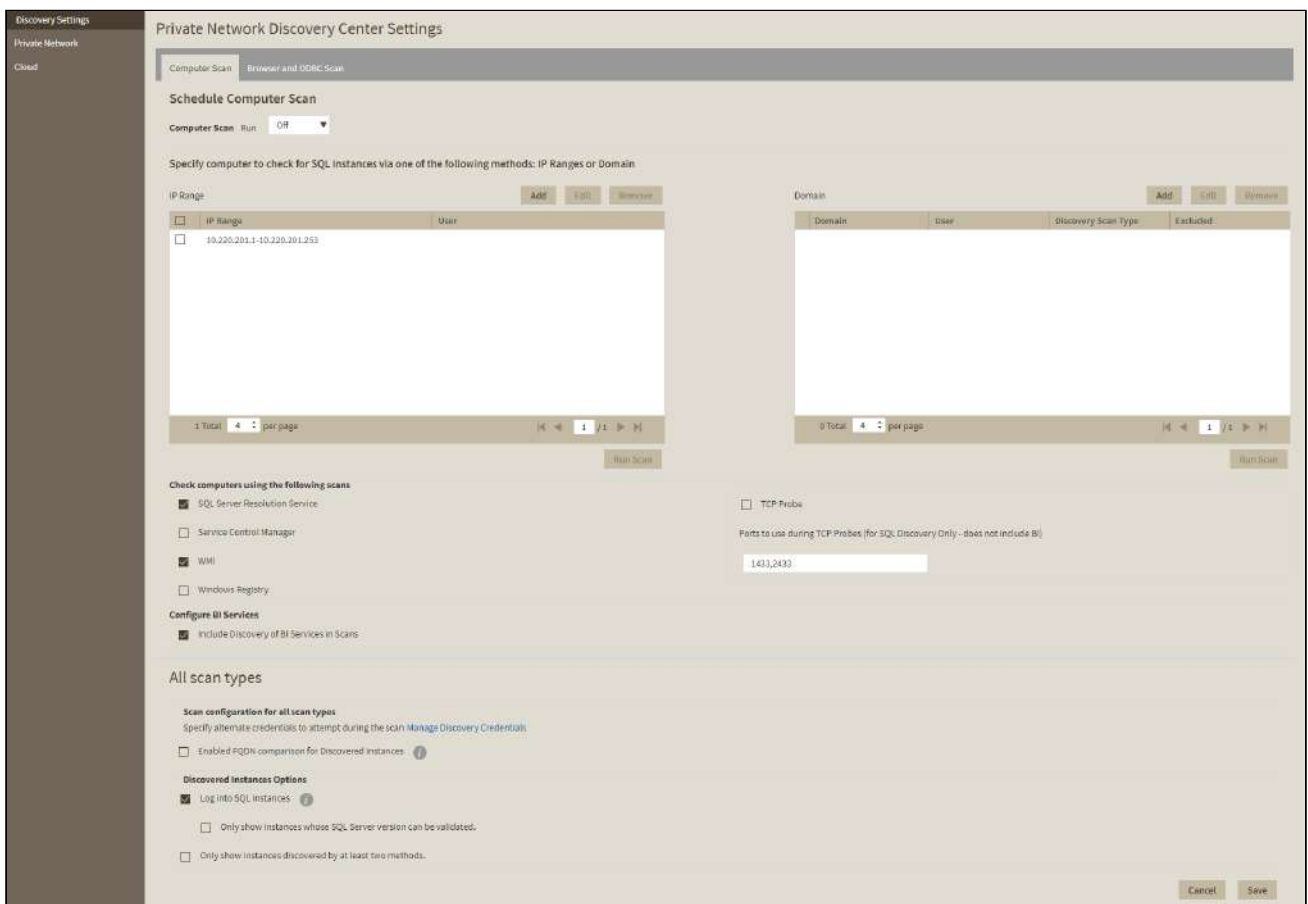 Discovery Settings
Private Network
Cloud
Private Network Discovery Center Settings
Computer Scan Browser and ODBC Scan
Schedule Computer Scan
Computer Scan Run Off
Specify computer to check for SQL Instances via one of the following methods: IP Ranges or Domain
IP Range Add Edit Remove
IP Range User
10.220.201.1-10.220.201.253
1 Total 4 per page 1 / 1
Run Scan
Domain Add Edit Remove
Domain User Discovery Scan Type Excluded
0 Total 4 per page 1 / 1
Run Scan
Check computers using the following scans
SQL Server Resolution Service
Service Control Manager
WMI
Windows Registry
TCP Probe
Ports to use during TCP Probes (for SQL Discovery Only - does not include BI)
1433,2433
Configure BI Services
Include Discovery of BI Services in Scans
All scan types
Scan configuration for all scan types
Specify alternate credentials to attempt during the scan Manage Discovery Credentials
Enabled FQDN comparison for Discovered Instances i
Discovered Instances Options
Log into SQL Instances i
Only show instances whose SQL Server version can be validated.
Only show instances discovered by at least two methods.
Cancel Save